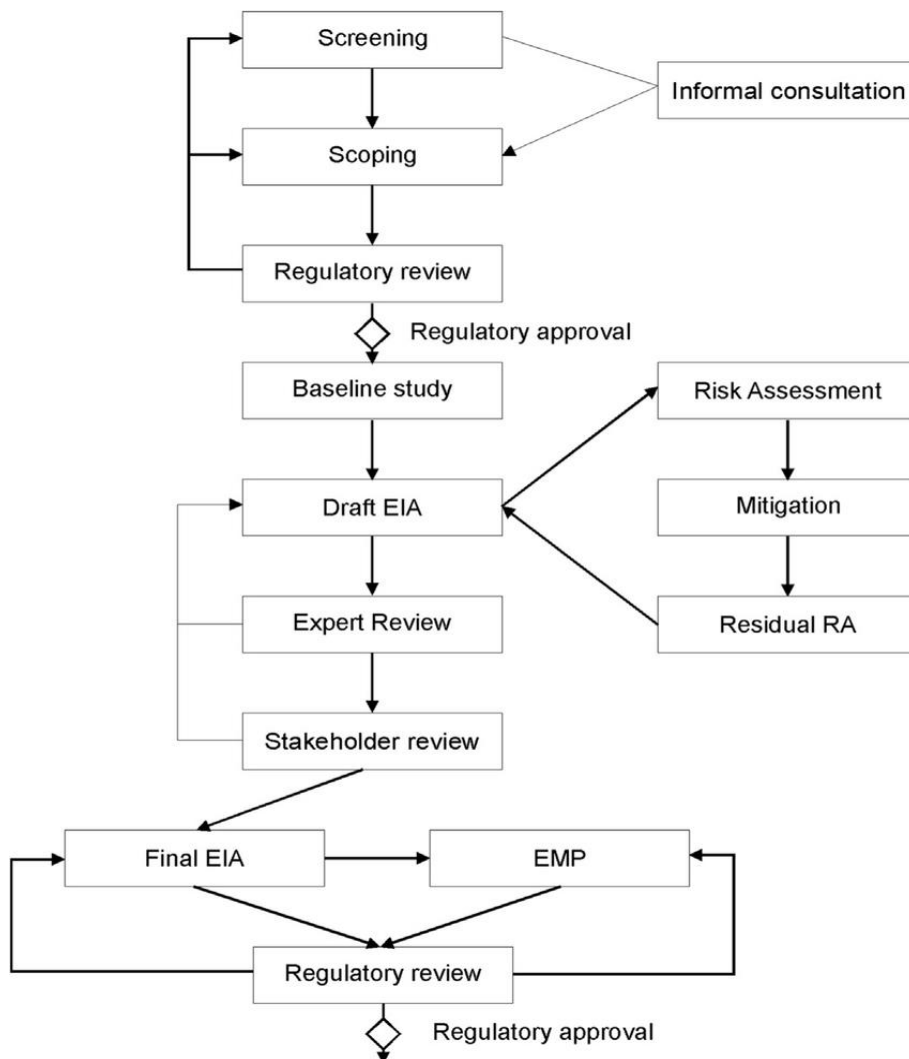 Screening
Informal consultation
Scoping
Regulatory review
Regulatory approval
Baseline study
Risk Assessment
Draft EIA
Mitigation
Expert Review
Residual RA
Stakeholder review
Final EIA
EMP
Regulatory review
Regulatory approval